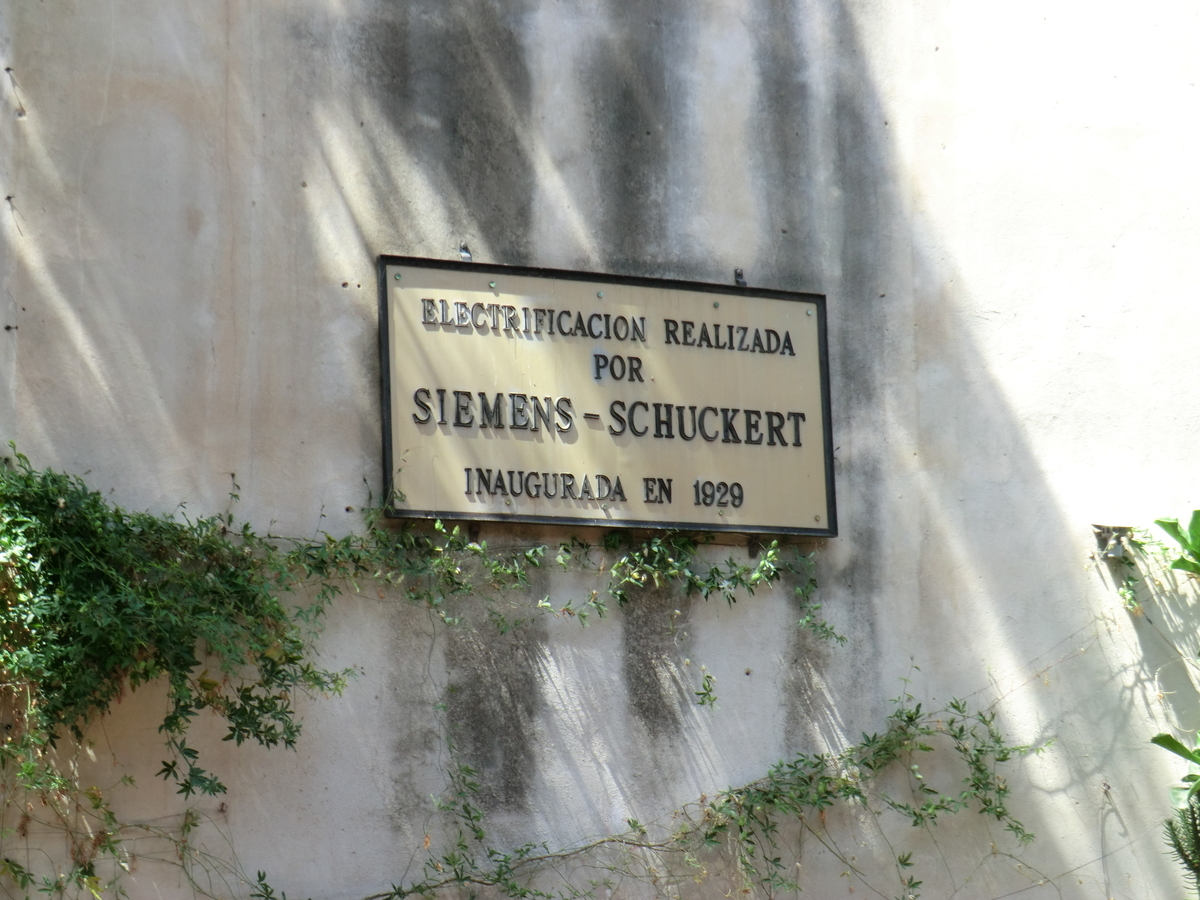 ELECTRIFICACION REALIZADA
POR
SIEMENS-SCHUCKERT
INAUGURADA EN 1929